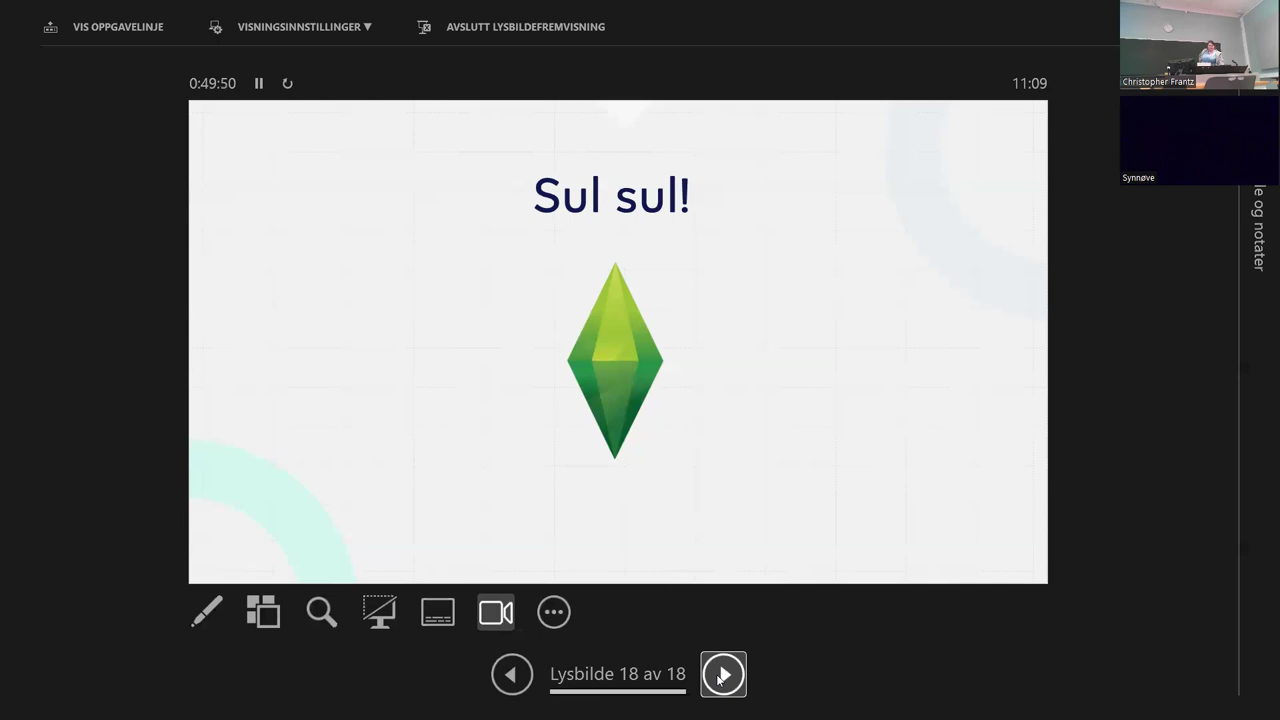 VIS OPPGAVELINJE
VISNINGSINNSTILLINGER ▼
AVSLUTT LYSBILDEFREMVISNING
0:49:50
11:09
Sul sul!
Lysbilde 18 av 18
Christopher Frantz
Synnøve
le og notater